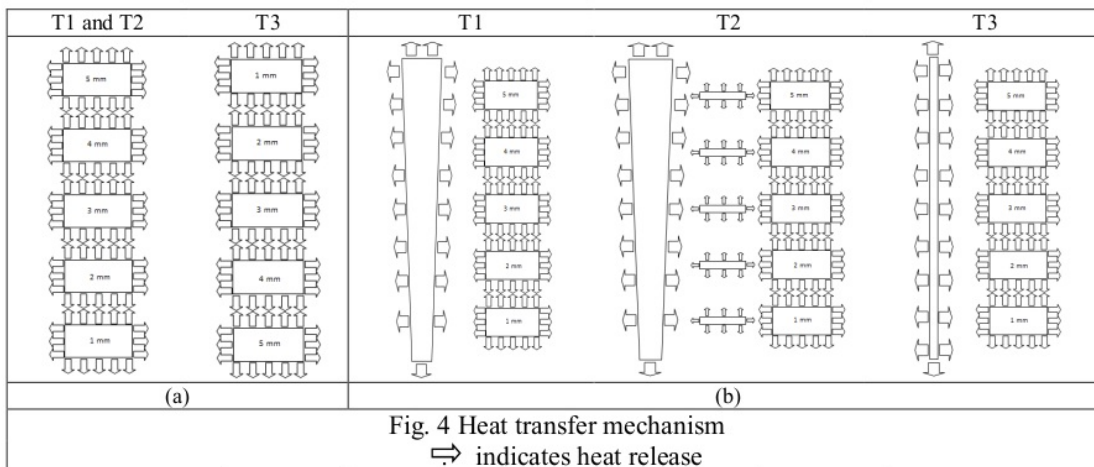 T1 and T2 T3 T1 T2 T3
5 mm 1 mm 5 mm 5 mm 5 mm
4 mm 2 mm 4 mm 4 mm 4 mm
3 mm 3 mm 3 mm 3 mm 3 mm
2 mm 4 mm 2 mm 2 mm 2 mm
1 mm 5 mm 1 mm 1 mm 1 mm
(a) (b)
Fig. 4 Heat transfer mechanism
indicates heat release